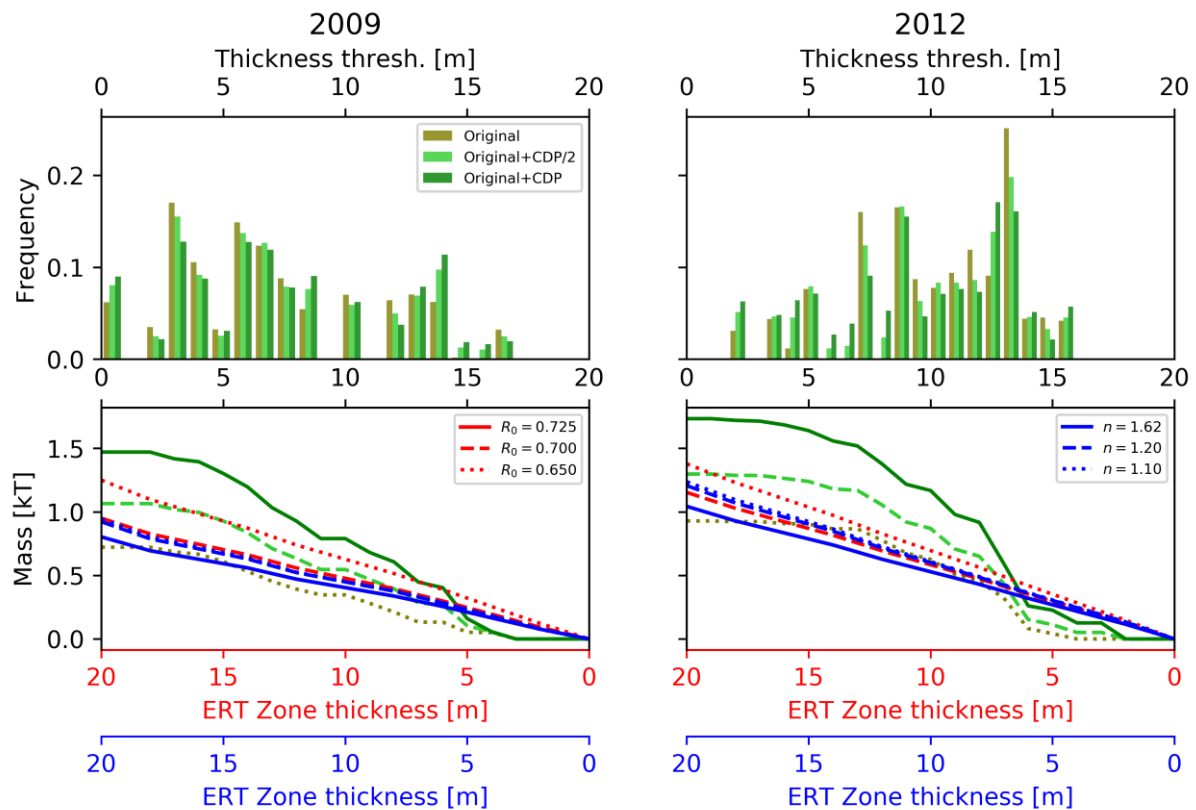 2009
Thickness thresh. [m]
0 5 10 15 20
Frequency
0.2
0.1
0.0
Original
Original+CDP/2
Original+CDP
0 5 10 15 20
Mass [kT]
1.5
1.0
0.5
0.0
R₀ = 0.725
R₀ = 0.700
R₀ = 0.650
20 15 10 5 0
ERT Zone thickness [m]
20 15 10 5 0
ERT Zone thickness [m]
2012
Thickness thresh. [m]
0 5 10 15 20
0 5 10 15 20
n = 1.62
n = 1.20
n = 1.10
20 15 10 5 0
ERT Zone thickness [m]
20 15 10 5 0
ERT Zone thickness [m]